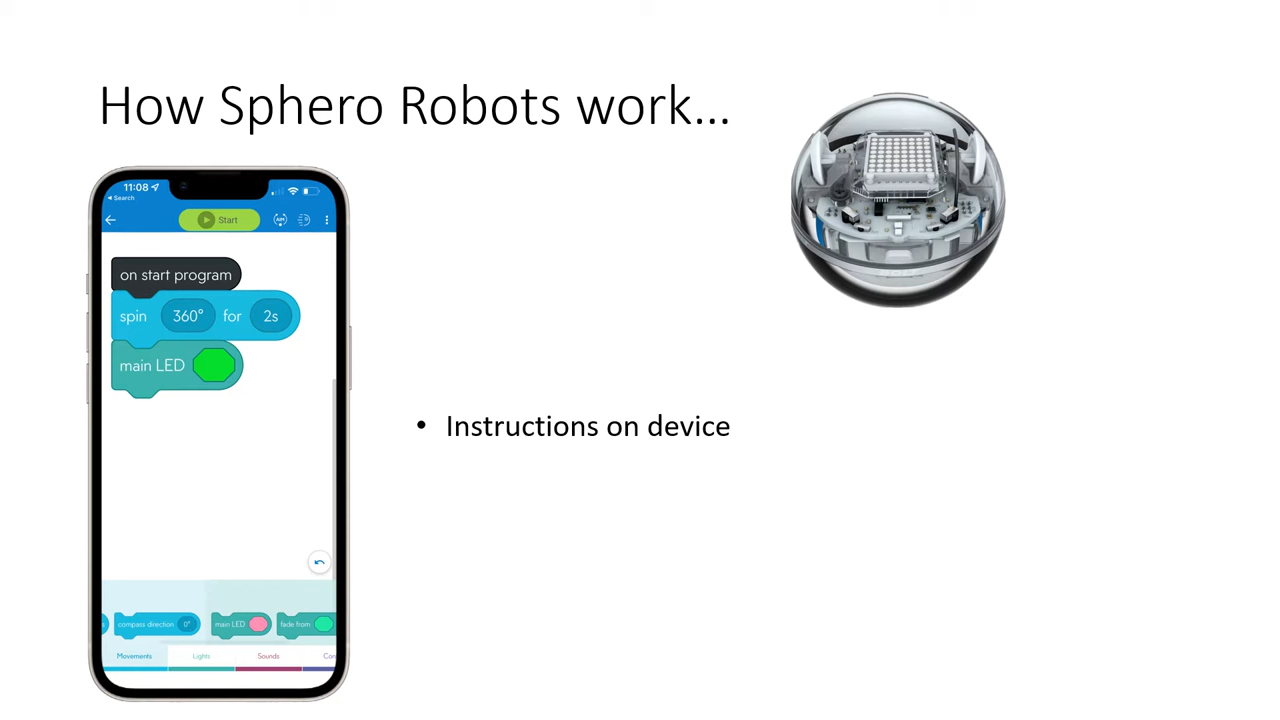 How Sphero Robots work...
11:08
Search
Start
on start program
spin 360° for 2s
main LED
• Instructions on device
compass direction 0° main LED fade from
Movements Lights Sounds Con